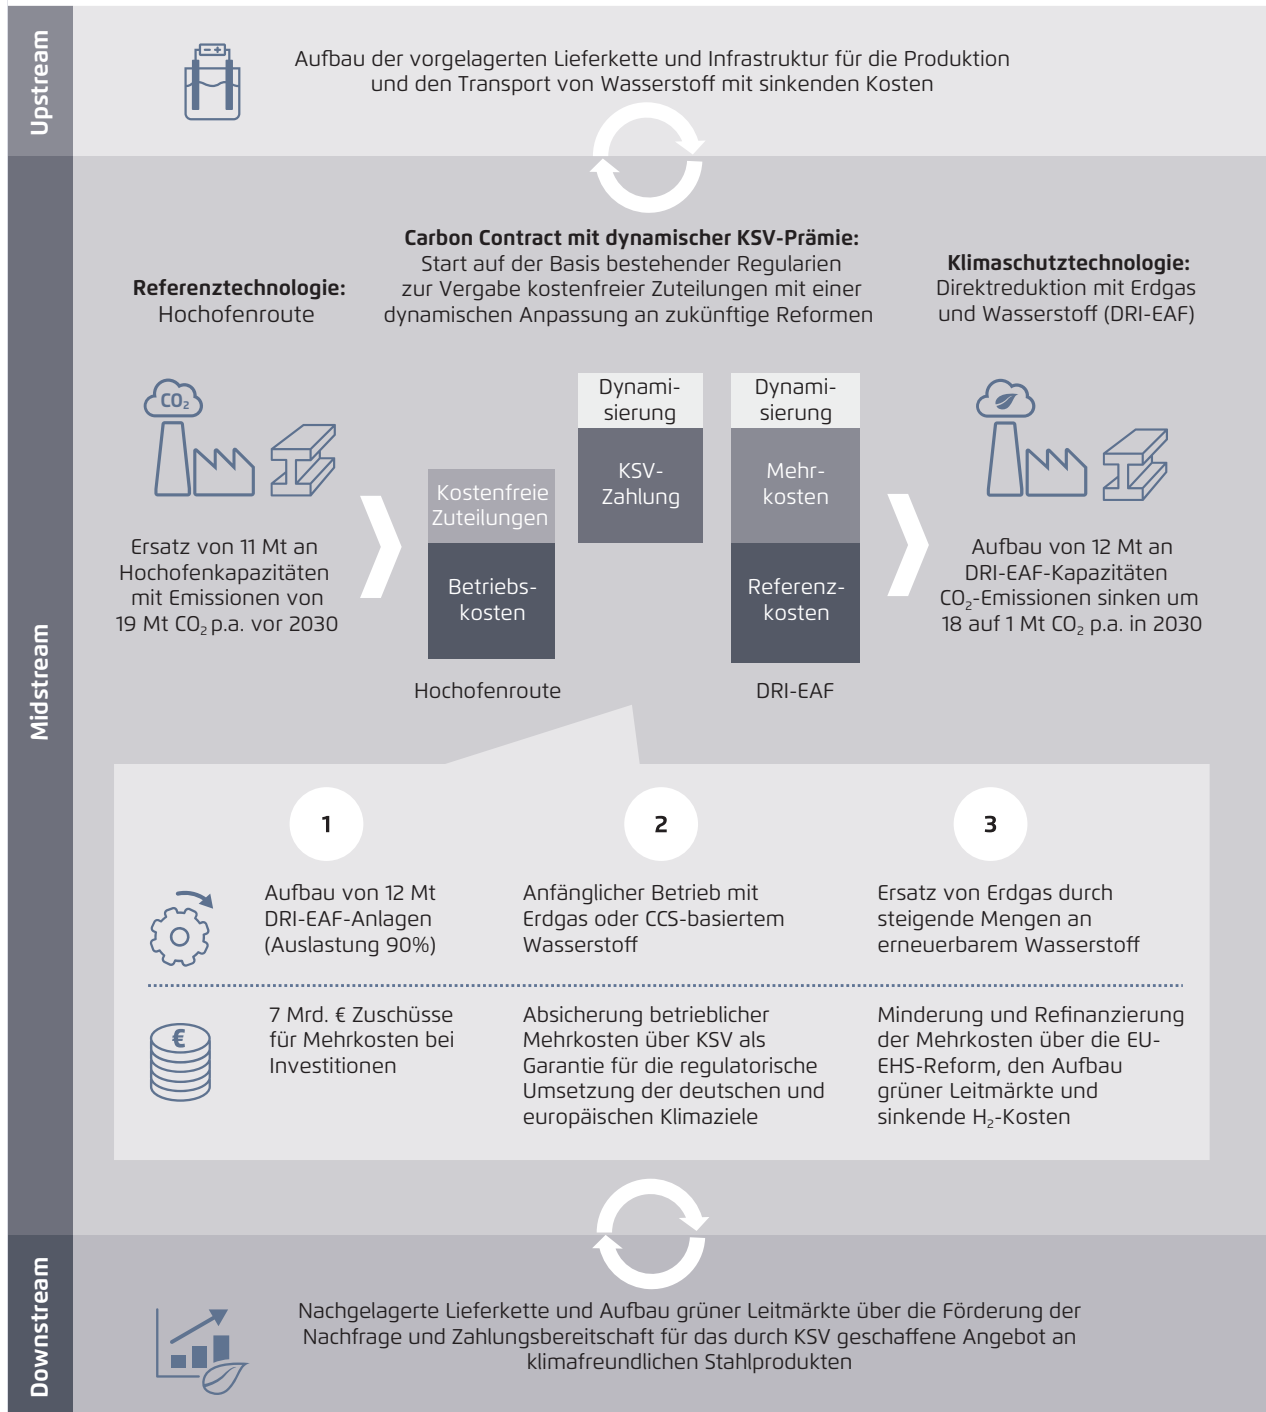 Upstream
Aufbau der vorgelagerten Lieferkette und Infrastruktur für die Produktion
und den Transport von Wasserstoff mit sinkenden Kosten
Midstream
Referenztechnologie:
Hochofenroute
Carbon Contract mit dynamischer KSV-Prämie:
Start auf der Basis bestehender Regularien
zur Vergabe kostenfreier Zuteilungen mit einer
dynamischen Anpassung an zukünftige Reformen
Klimaschutztechnologie:
Direktreduktion mit Erdgas
und Wasserstoff (DRI-EAF)
CO₂
Ersatz von 11 Mt an
Hochofenkapazitäten
mit Emissionen von
19 Mt CO₂ p.a. vor 2030
Kostenfreie
Zuteilungen
Betriebs-
kosten
Hochofenroute
Dynami-
sierung
KSV-
Zahlung
Dynami-
sierung
Mehr-
kosten
Referenz-
kosten
DRI-EAF
Aufbau von 12 Mt an
DRI-EAF-Kapazitäten
CO₂-Emissionen sinken um
18 auf 1 Mt CO₂ p.a. in 2030
1
Aufbau von 12 Mt
DRI-EAF-Anlagen
(Auslastung 90%)
2
Anfänglicher Betrieb mit
Erdgas oder CCS-basiertem
Wasserstoff
3
Ersatz von Erdgas durch
steigende Mengen an
erneuerbarem Wasserstoff
€
7 Mrd. € Zuschüsse
für Mehrkosten bei
Investitionen
Absicherung betrieblicher
Mehrkosten über KSV als
Garantie für die regulatorische
Umsetzung der deutschen und
europäischen Klimaziele
Minderung und Refinanzierung
der Mehrkosten über die EU-
EHS-Reform, den Aufbau
grüner Leitmärkte und
sinkende H₂-Kosten
Downstream
Nachgelagerte Lieferkette und Aufbau grüner Leitmärkte über die Förderung der
Nachfrage und Zahlungsbereitschaft für das durch KSV geschaffene Angebot an
klimafreundlichen Stahlprodukten